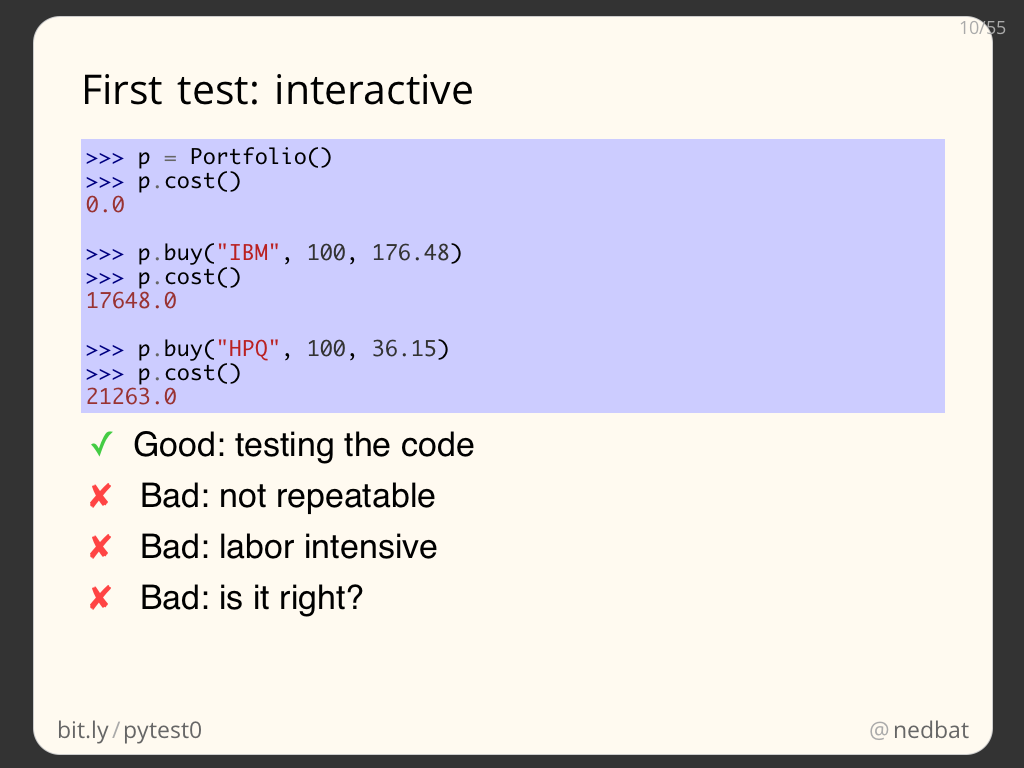 10/55
First test: interactive
>>> p = Portfolio()
>>> p.cost()
0.0
>>> p.buy("IBM", 100, 176.48)
>>> p.cost()
17648.0
>>> p.buy("HPQ", 100, 36.15)
>>> p.cost()
21263.0
✓ Good: testing the code
✘ Bad: not repeatable
✘ Bad: labor intensive
✘ Bad: is it right?
bit.ly/pytest0
@nedbat